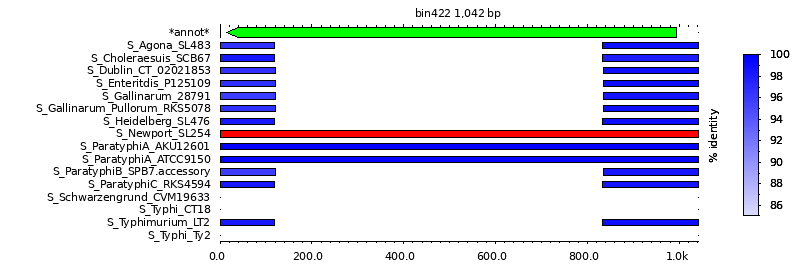 bin422 1,042 bp
*annot*
S_Agona_SL483
S_Choleraesuis_SCB67
S_Dublin_CT_02021853
S_Enteritdis_P125109
S_Gallinarum_28791
S_Gallinarum_Pullorum_RKS5078
S_Heidelberg_SL476
S_Newport_SL254
S_ParatyphiA_AKU12601
S_ParatyphiA_ATCC9150
S_ParatyphiB_SPB7.accessory
S_ParatyphiC_RKS4594
S_Schwarzengrund_CVM19633
S_Typhi_CT18
S_Typhimurium_LT2
S_Typhi_Ty2
0.0 200.0 400.0 600.0 800.0 1.0k
% identity
100
98
96
94
92
90
88
86